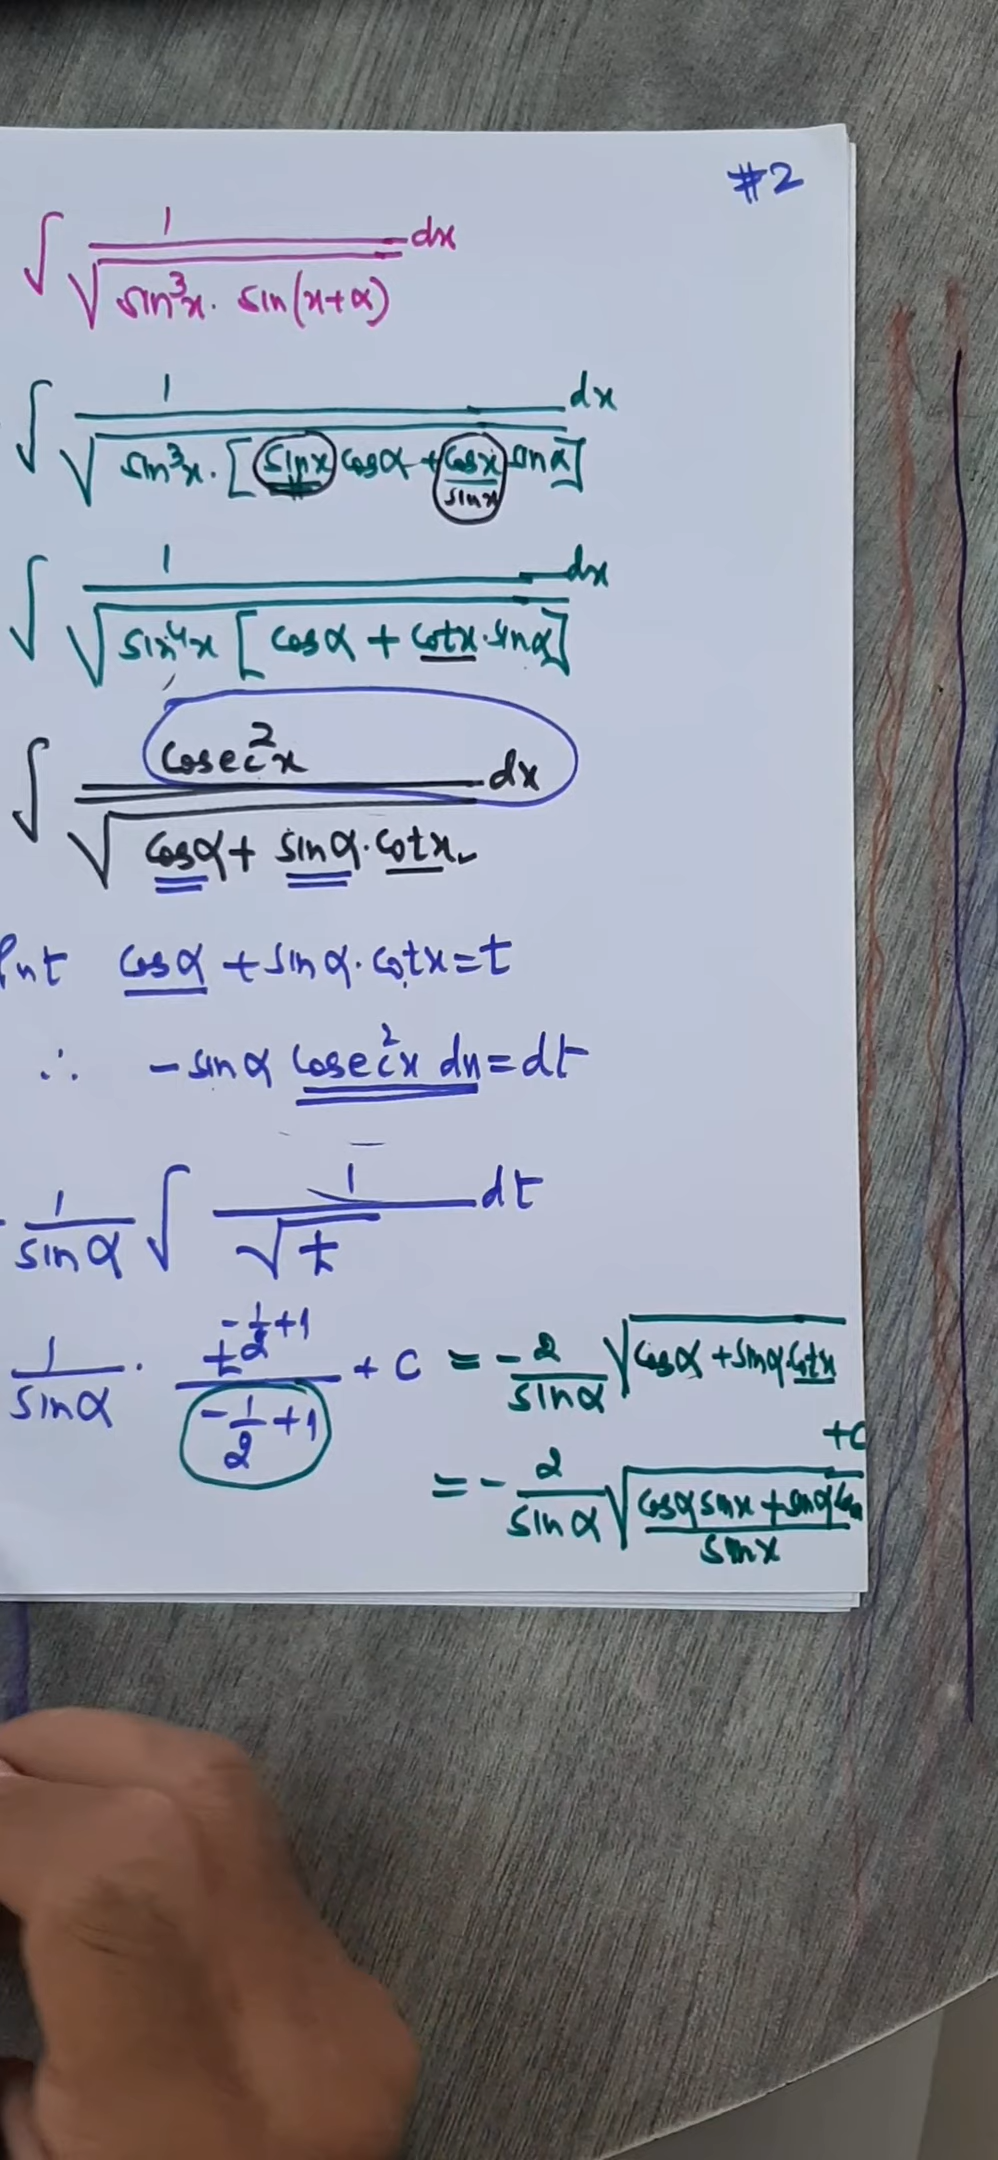 #2
∫ 1/√(sin³x · sin(x+α)) dx
∫ 1/√(sin³x · [sinx cosα + cosx/sinx sinα]) dx
∫ 1/√(sin⁴x [cosα + cotx · sinα]) dx
∫ cosec²x/√(cosα + sinα · cotx) dx
Put cosα + sinα · cotx = t
∴ -sinα cosec²x dx = dt
- 1/sinα ∫ 1/√t dt
1/sinα · t^(-1/2+1)/(-1/2+1) + C = -2/sinα √(cosα + sinα · cotx) + C
= -2/sinα √((cosα sinx + sinα cosx)/sinx)